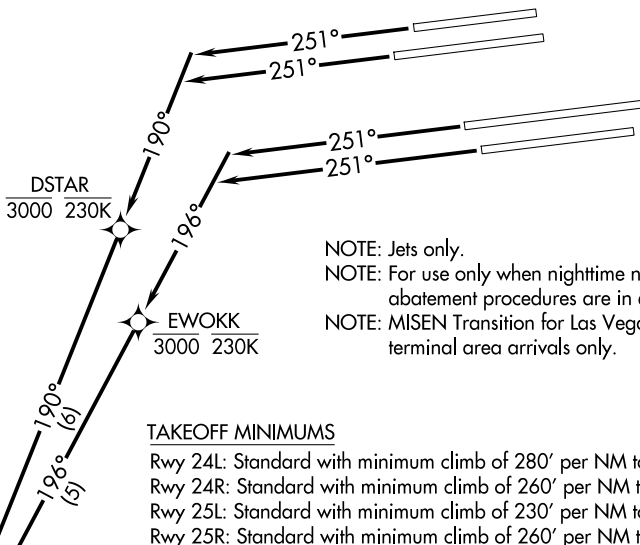 251°
251°
190°
251°
251°
DSTAR
3000 230K
196°
NOTE: Jets only.
NOTE: For use only when nighttime
abatement procedures are in
NOTE: MISEN Transition for Las
terminal area arrivals only.
EWOKK
3000 230K
190°
(6)
196°
(5)
TAKEOFF MINIMUMS
Rwy 24L: Standard with minimum climb of 280' per NM
Rwy 24R: Standard with minimum climb of 260' per NM
Rwy 25L: Standard with minimum climb of 230' per NM
Rwy 25R: Standard with minimum climb of 260' per NM